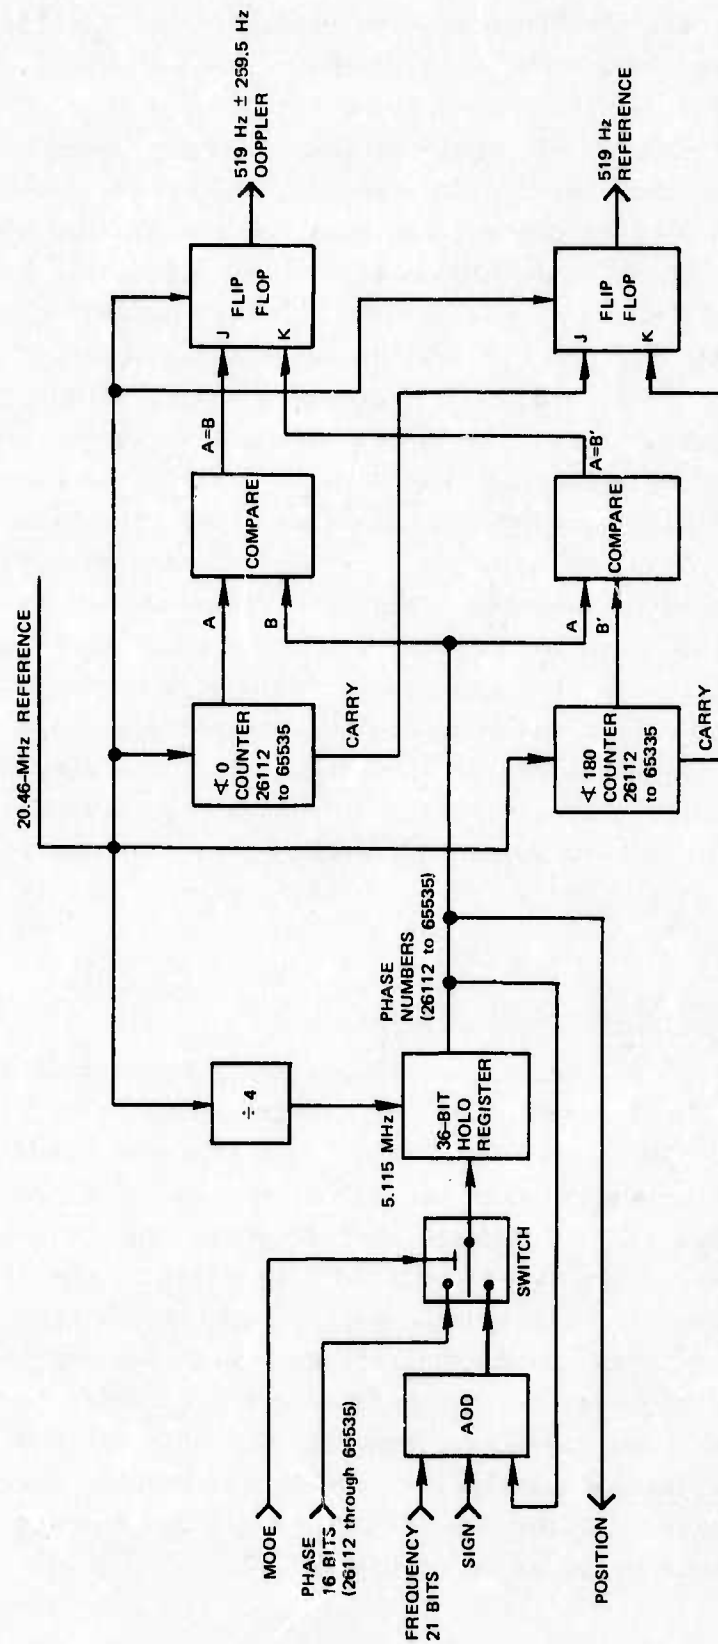 MOOE
PHASE
16 BITS
(26112 through 65535)
FREQUENCY
21 BITS
SIGN
POSITION
AOD
SWITCH
÷ 4
5.115 MHz
36-BIT
HOLO
REGISTER
PHASE
NUMBERS
(26112 to 65535)
20.46-MHz REFERENCE
∢ 0
COUNTER
26112
to 65535
CARRY
∢ 180
COUNTER
26112
to 65335
CARRY
A
B
COMPARE
A=B
A
B'
COMPARE
A=B'
J
K
FLIP
FLOP
519 Hz ± 259.5 Hz
OOPPLER
J
K
FLIP
FLOP
519 Hz
REFERENCE